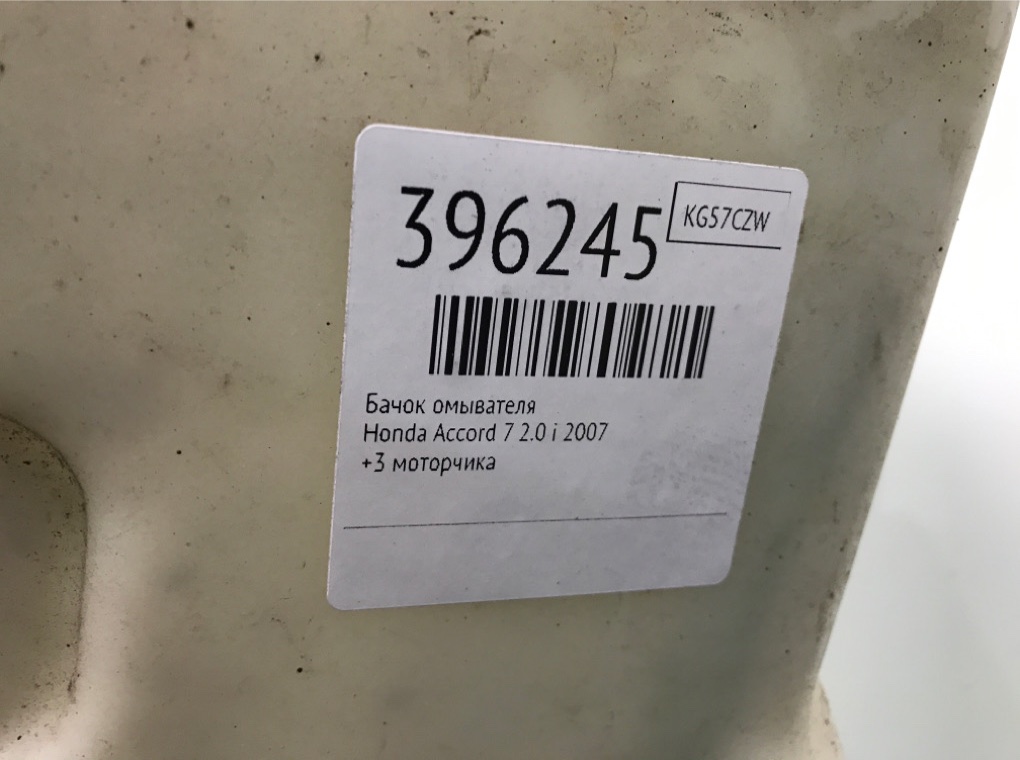 396245
KG57CZW
Бачок омывателя
Honda Accord 7 2.0 i 2007
+3 моторчика